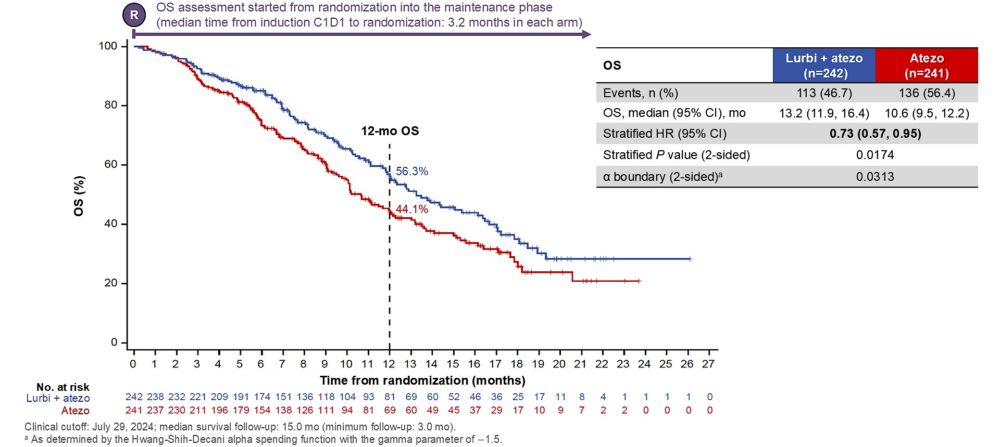 R
OS assessment started from randomization into the maintenance phase
(median time from induction C1D1 to randomization: 3.2 months in each arm)
100
80
60
40
20
0
OS (%)
12-mo OS
56.3%
44.1%
0 1 2 3 4 5 6 7 8 9 10 11 12 13 14 15 16 17 18 19 20 21 22 23 24 25 26 27
Time from randomization (months)
OS Lurbi + atezo (n=242) Atezo (n=241)
Events, n (%) 113 (46.7) 136 (56.4)
OS, median (95% CI), mo 13.2 (11.9, 16.4) 10.6 (9.5, 12.2)
Stratified HR (95% CI) 0.73 (0.57, 0.95)
Stratified P value (2-sided) 0.0174
α boundary (2-sided)ᵃ 0.0313
No. at risk
Lurbi + atezo 242 238 232 221 209 191 174 151 136 118 104 93 81 69 60 52 46 36 25 17 11 8 4 1 1 1 1 0
Atezo 241 237 230 211 196 179 154 138 126 111 94 81 69 60 49 45 37 29 17 10 9 7 2 2 0 0 0 0
Clinical cutoff: July 29, 2024; median survival follow-up: 15.0 mo (minimum follow-up: 3.0 mo).
ᵃ As determined by the Hwang-Shih-Decani alpha spending function with the gamma parameter of −1.5.